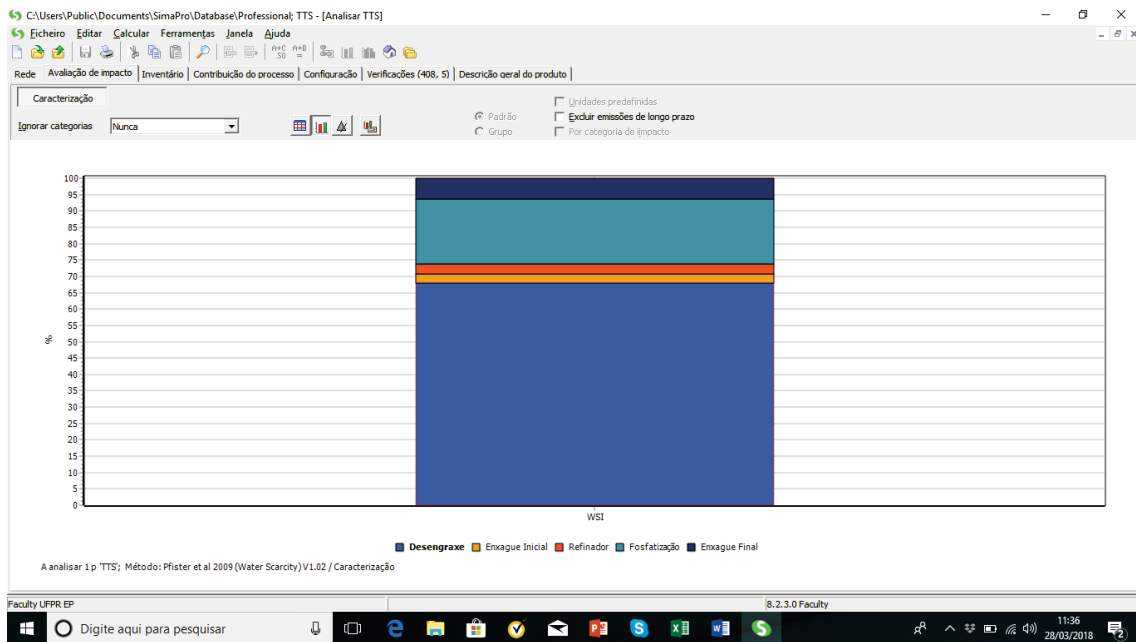 C:\Users\Public\Documents\SimaPro\Database\Professional; TTS - [Analisar TTS]
Ficheiro Editar Calcular Ferramentas Janela Ajuda
Rede Avaliação de impacto Inventário Contribuição do processo Configuração Verificações (408, 5) Descrição geral do produto
Caracterização
Unidades predefinidas
Ignorar categorias Nunca Padrão Excluir emissões de longo prazo
Grupo Por categoria de impacto
100
95
90
85
80
75
70
65
60
55
50
45
40
35
30
25
20
15
10
5
0
%
WSI
Desengraxe Enxague Inicial Refinador Fosfatização Enxague Final
A analisar 1 p 'TTS'; Método: Pfister et al 2009 (Water Scarcity) V1.02 / Caracterização
Faculty UFPR EP 8.2.3.0 Faculty
Digite aqui para pesquisar 11:36
28/03/2018